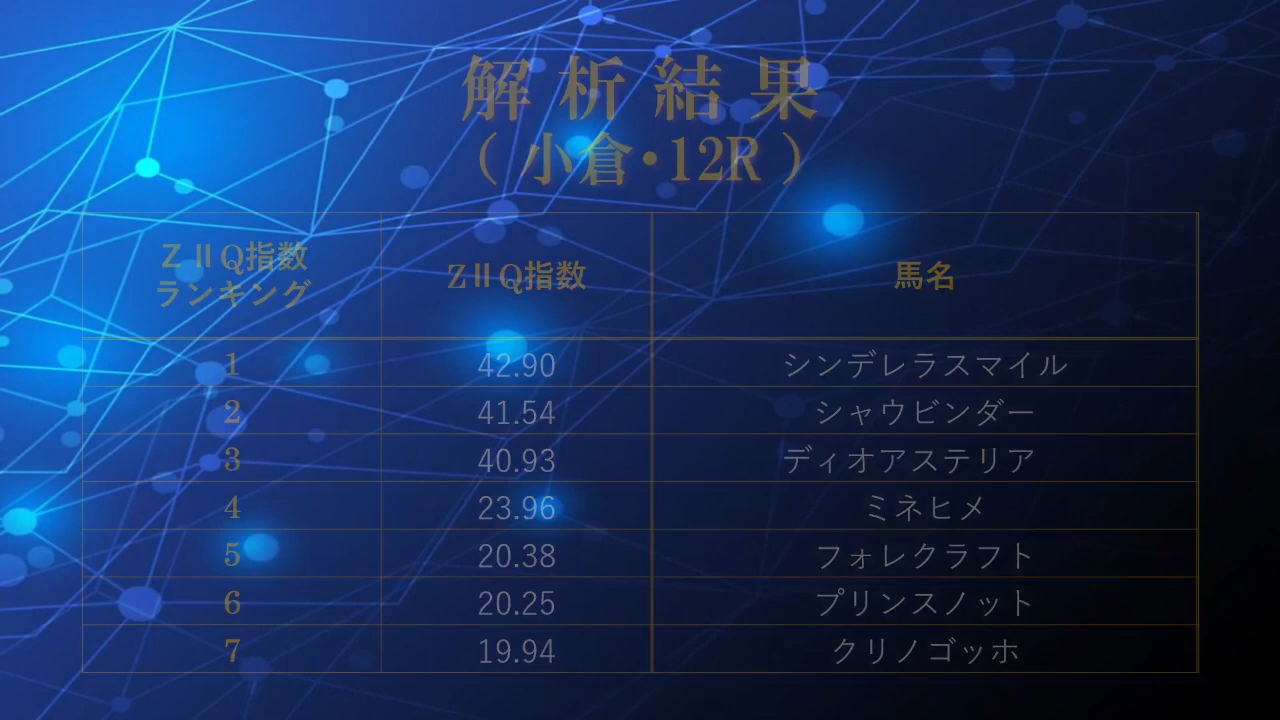 解析結果
（小倉・12R）
ＺⅡQ指数
ランキング
ZⅡQ指数
馬名
1 42.90 シンデレラスマイル
2 41.54 シャウビンダー
3 40.93 ディオアステリア
4 23.96 ミネヒメ
5 20.38 フォレクラフト
6 20.25 プリンスノット
7 19.94 クリノゴッホ